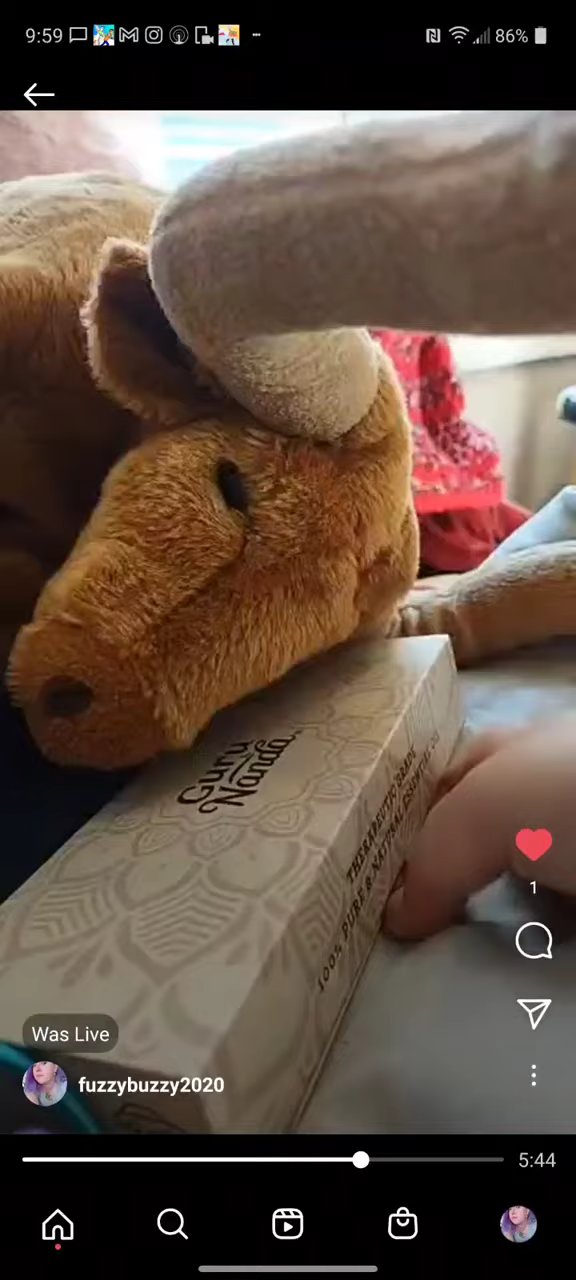 9:59
86%
Guru
Nanda
THERAPEUTIC GRADE
100% PURE & NATURAL ESSENTIAL OIL
1
Was Live
fuzzybuzzy2020
5:44